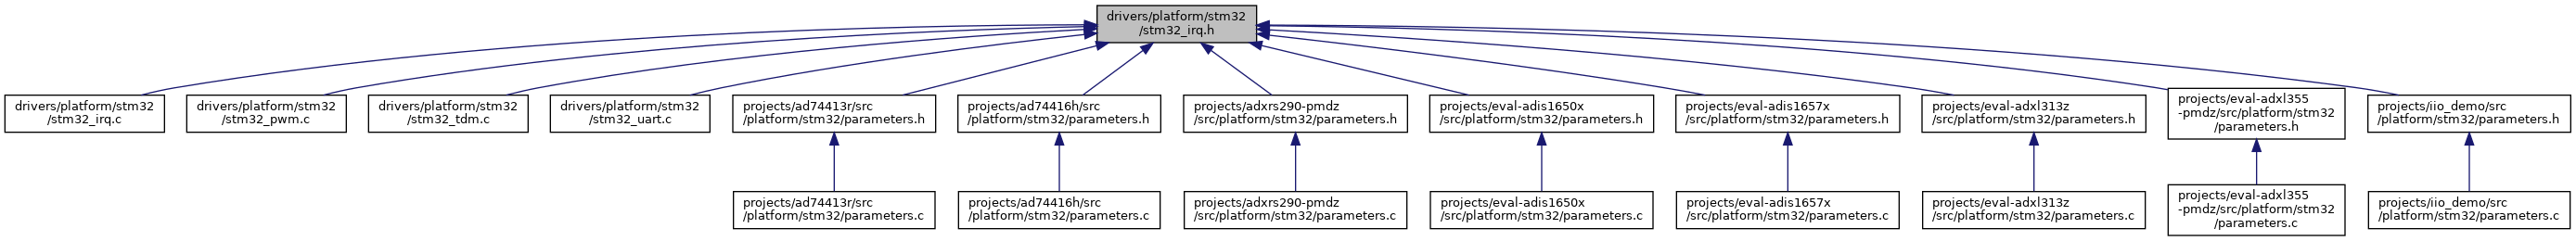 drivers/platform/stm32
/stm32_irq.h
drivers/platform/stm32
/stm32_irq.c
drivers/platform/stm32
/stm32_pwm.c
drivers/platform/stm32
/stm32_tdm.c
drivers/platform/stm32
/stm32_uart.c
projects/ad74413r/src
/platform/stm32/parameters.h
projects/ad74416h/src
/platform/stm32/parameters.h
projects/adxrs290-pmdz
/src/platform/stm32/parameters.h
projects/eval-adis1650x
/src/platform/stm32/parameters.h
projects/eval-adis1657x
/src/platform/stm32/parameters.h
projects/eval-adxl313z
/src/platform/stm32/parameters.h
projects/eval-adxl355
-pmdz/src/platform/stm32
/parameters.h
projects/iio_demo/src
/platform/stm32/parameters.h
projects/ad74413r/src
/platform/stm32/parameters.c
projects/ad74416h/src
/platform/stm32/parameters.c
projects/adxrs290-pmdz
/src/platform/stm32/parameters.c
projects/eval-adis1650x
/src/platform/stm32/parameters.c
projects/eval-adis1657x
/src/platform/stm32/parameters.c
projects/eval-adxl313z
/src/platform/stm32/parameters.c
projects/eval-adxl355
-pmdz/src/platform/stm32
/parameters.c
projects/iio_demo/src
/platform/stm32/parameters.c